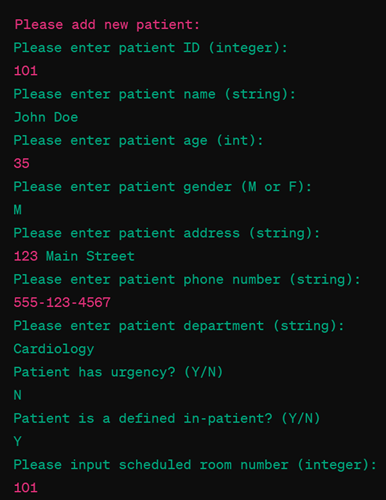 Please add new patient:
Please enter patient ID (integer):
101
Please enter patient name (string):
John Doe
Please enter patient age (int):
35
Please enter patient gender (M or F):
M
Please enter patient address (string):
123 Main Street
Please enter patient phone number (string):
555-123-4567
Please enter patient department (string):
Cardiology
Patient has urgency? (Y/N)
N
Patient is a defined in-patient? (Y/N)
Y
Please input scheduled room number (integer):
101